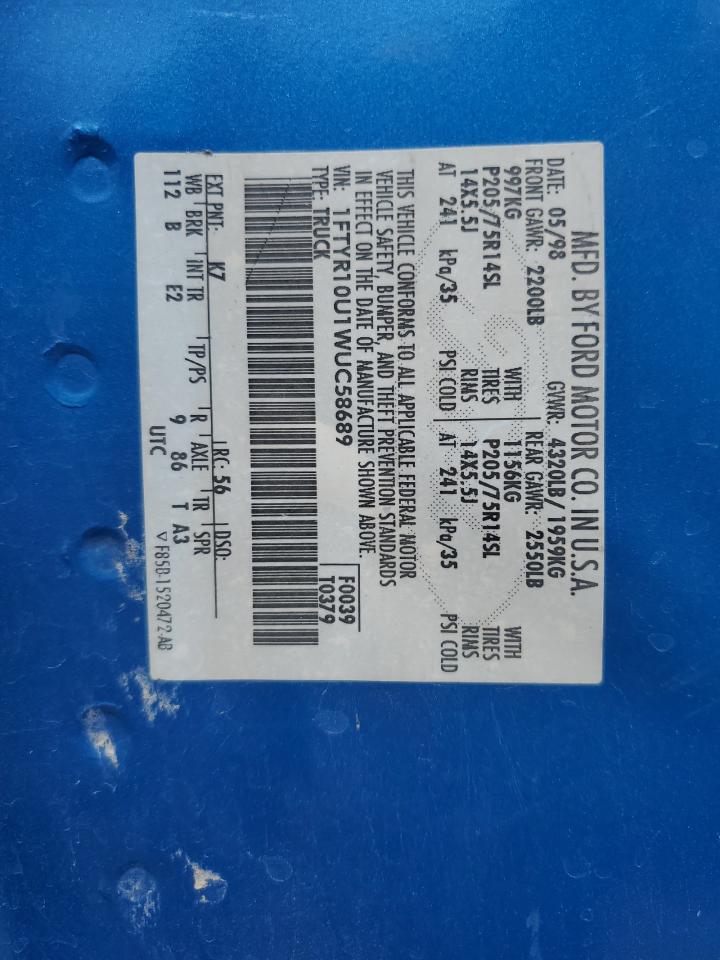 MFD. BY FORD MOTOR CO. IN U.S.A.
DATE: 05/98 GVWR: 4320LB/ 1959KG
FRONT GAWR: 2200LB REAR GAWR: 2550LB
997KG WITH 1156KG WITH
P205/75R14SL TIRES P205/75R14SL TIRES
14X5.5J RIMS 14X5.5J RIMS
AT 241 kPa/35 PSI COLD AT 241 kPa/35 PSI COLD
THIS VEHICLE CONFORMS TO ALL APPLICABLE FEDERAL MOTOR
VEHICLE SAFETY, BUMPER, AND THEFT PREVENTION STANDARDS
IN EFFECT ON THE DATE OF MANUFACTURE SHOWN ABOVE.
VIN: 1FTYR10U1WUC58689 F0039
TYPE: TRUCK T0379
EXT PNT: K7 RC: 56 DSO:
WB BRK INT TR TP/PS R AXLE TR SPR
112 B E2 9 86 T A3
UTC ▽ F85B-1520472-AB